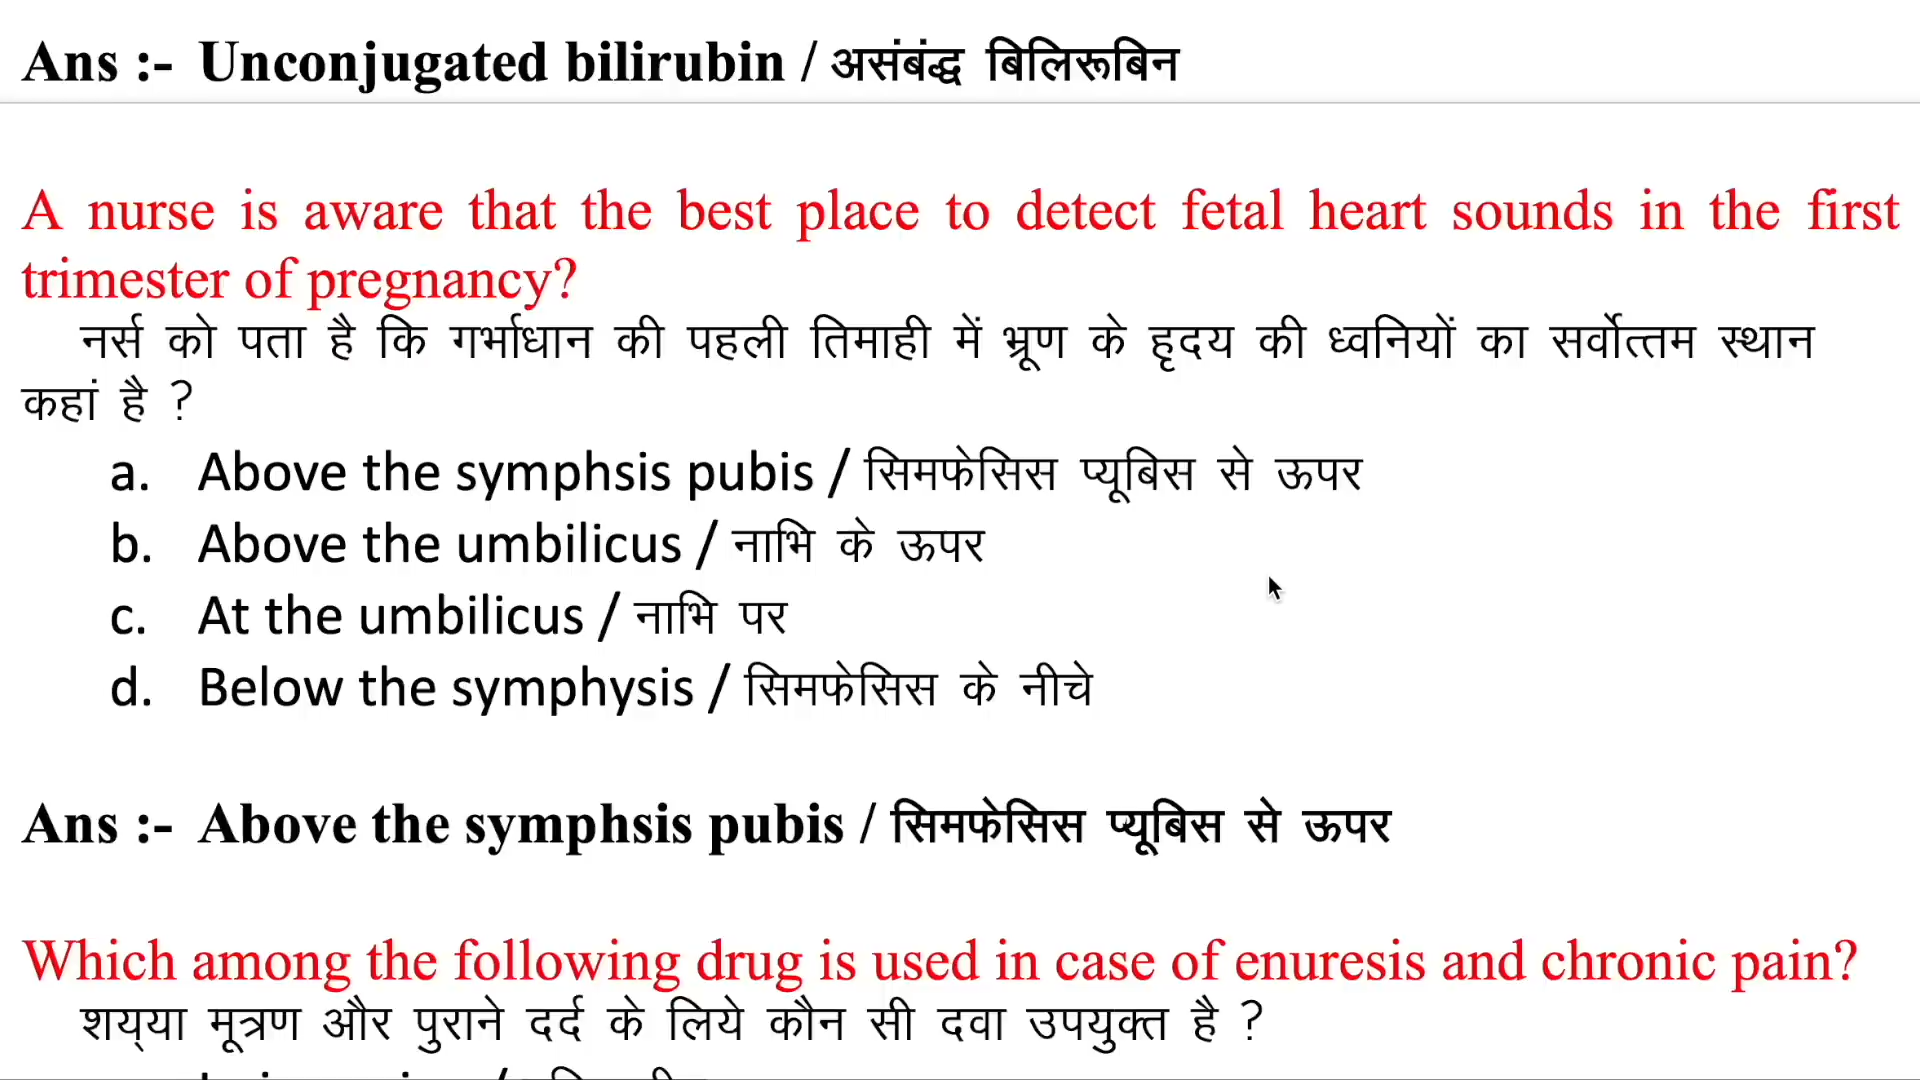 Ans :- Unconjugated bilirubin / असंबंद्ध बिलिरूबिन
A nurse is aware that the best place to detect fetal heart sounds in the first
trimester of pregnancy?
नर्स को पता है कि गर्भाधान की पहली तिमाही में भ्रूण के हृदय की ध्वनियों का सर्वोत्तम स्थान
कहां है ?
a. Above the symphsis pubis / सिमफेसिस प्यूबिस से ऊपर
b. Above the umbilicus / नाभि के ऊपर
c. At the umbilicus / नाभि पर
d. Below the symphysis / सिमफेसिस के नीचे
Ans :- Above the symphsis pubis / सिमफेसिस प्यूबिस से ऊपर
Which among the following drug is used in case of enuresis and chronic pain?
शय्या मूत्रण और पुराने दर्द के लिये कौन सी दवा उपयुक्त है ?